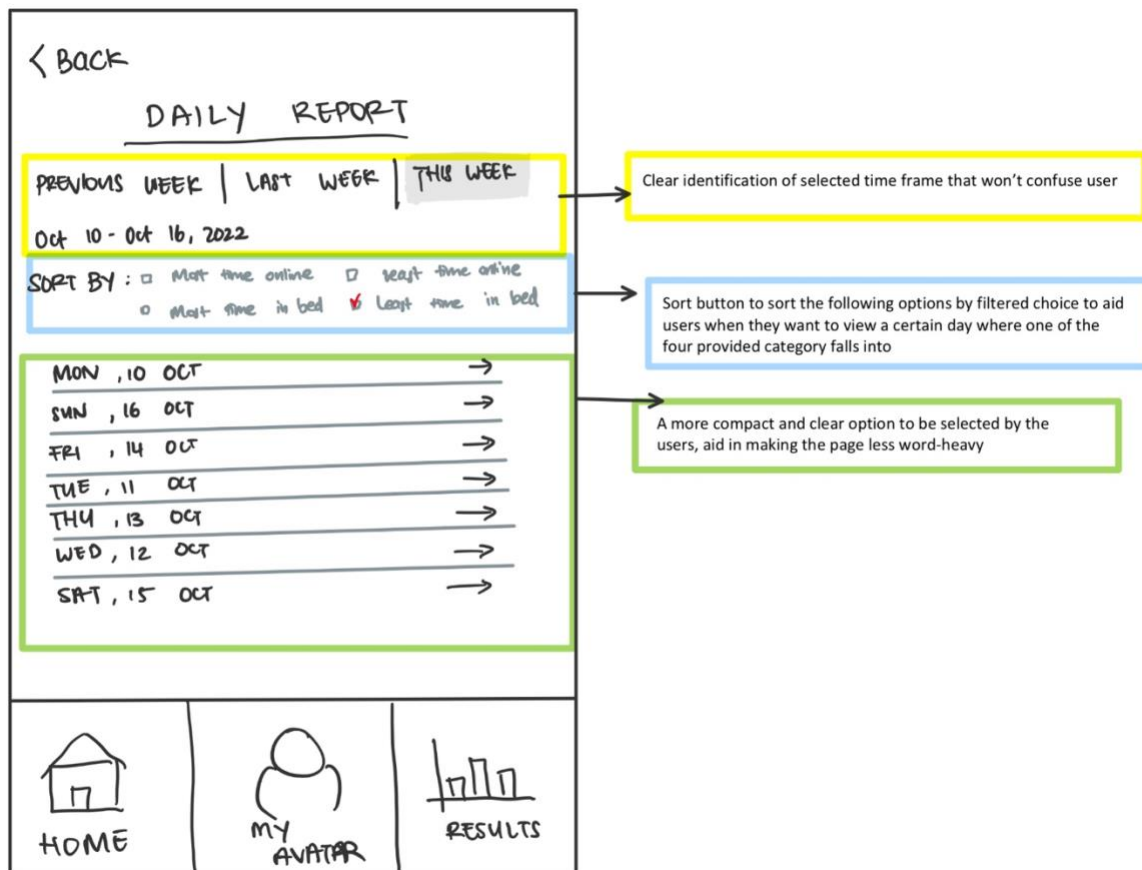 < BACK
DAILY REPORT
PREVIOUS WEEK | LAST WEEK | THIS WEEK
Oct 10 - Oct 16, 2022
SORT BY : Most time online least time online
Most time in bed Least time in bed
MON , 10 OCT
SUN , 16 OCT
FRI , 14 OCT
TUE , 11 OCT
THU , 13 OCT
WED , 12 OCT
SAT , 15 OCT
HOME
MY
AVATAR
RESULTS
Clear identification of selected time frame that won't confuse user
Sort button to sort the following options by filtered choice to aid
users when they want to view a certain day where one of the
four provided category falls into
A more compact and clear option to be selected by the
users, aid in making the page less word-heavy